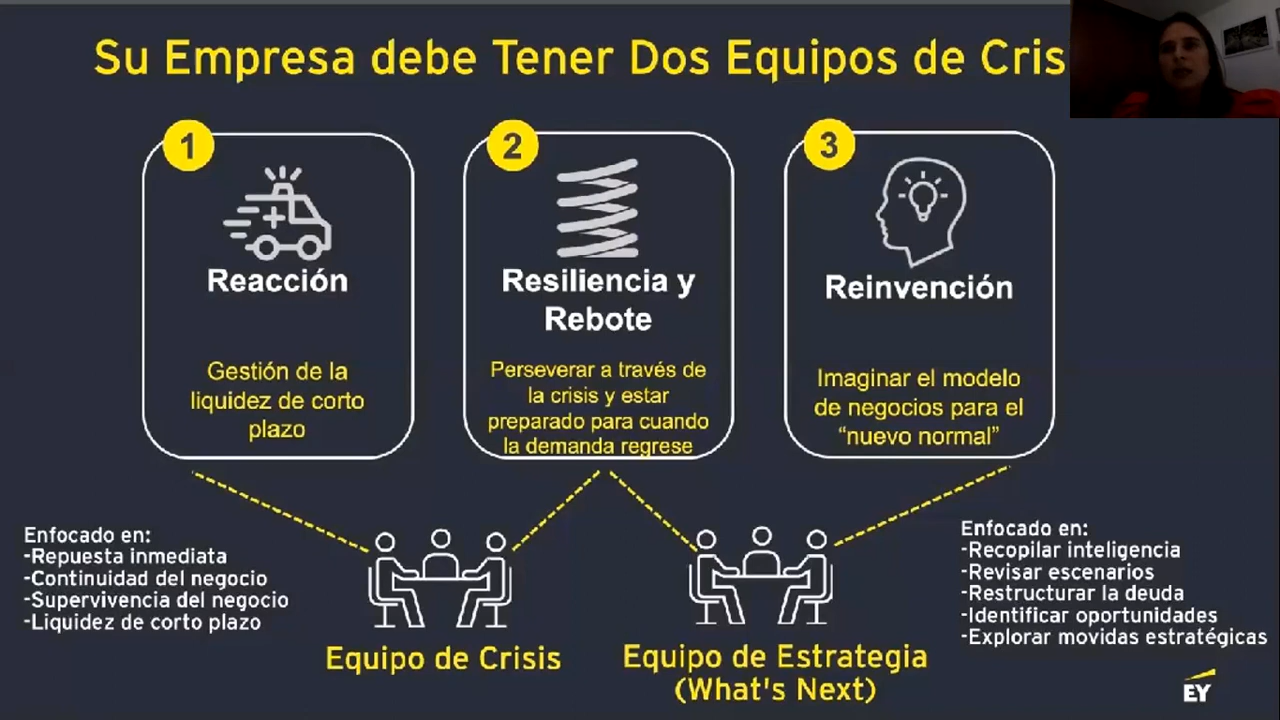 Su Empresa debe Tener Dos Equipos de Cris
1
2
3
Reacción
Gestión de la
liquidez de corto
plazo
Resiliencia y
Rebote
Perseverar a través de
la crisis y estar
preparado para cuando
la demanda regrese
Reinvención
Imaginar el modelo
de negocios para el
“nuevo normal”
Enfocado en:
-Repuesta inmediata
-Continuidad del negocio
-Supervivencia del negocio
-Liquidez de corto plazo
Equipo de Crisis
Equipo de Estrategia
(What's Next)
Enfocado en:
-Recopilar inteligencia
-Revisar escenarios
-Restructurar la deuda
-Identificar oportunidades
-Explorar movidas estratégicas
EY